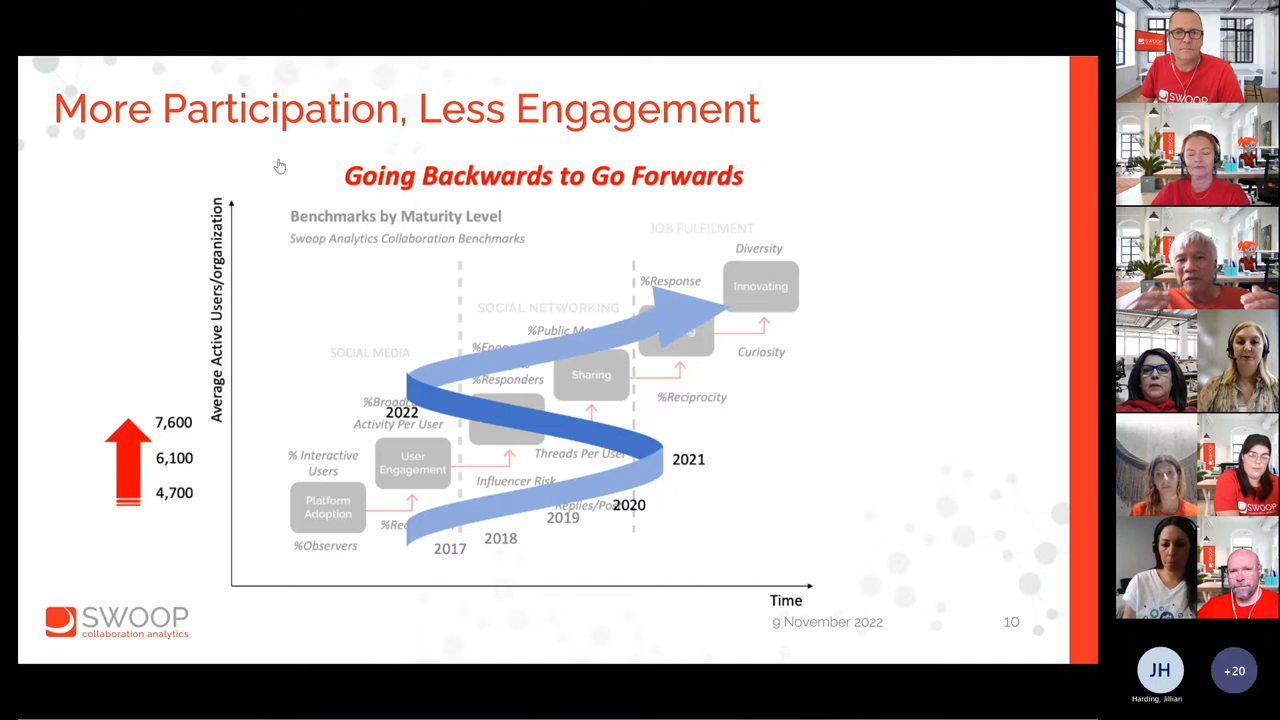 More Participation, Less Engagement
Going Backwards to Go Forwards
Average Active Users/organization
Benchmarks by Maturity Level
Swoop Analytics Collaboration Benchmarks
JOB FULFILMENT
Diversity
%Response
Innovating
SOCIAL NETWORKING
%Public
Curiosity
SOCIAL MEDIA
%Responders
Sharing
%Reciprocity
2022
Activity Per User
7,600
6,100
4,700
% Interactive
Users
User
Engagement
Threads Per User
2021
Influencer Risk
Platform
Adoption
2020
2019
2018
2017
%Observers
Time
SWOOP
collaboration analytics
9 November 2022
10
SWOOP
SWOOP
SWOOP
JH
Harding, Jillian
+20